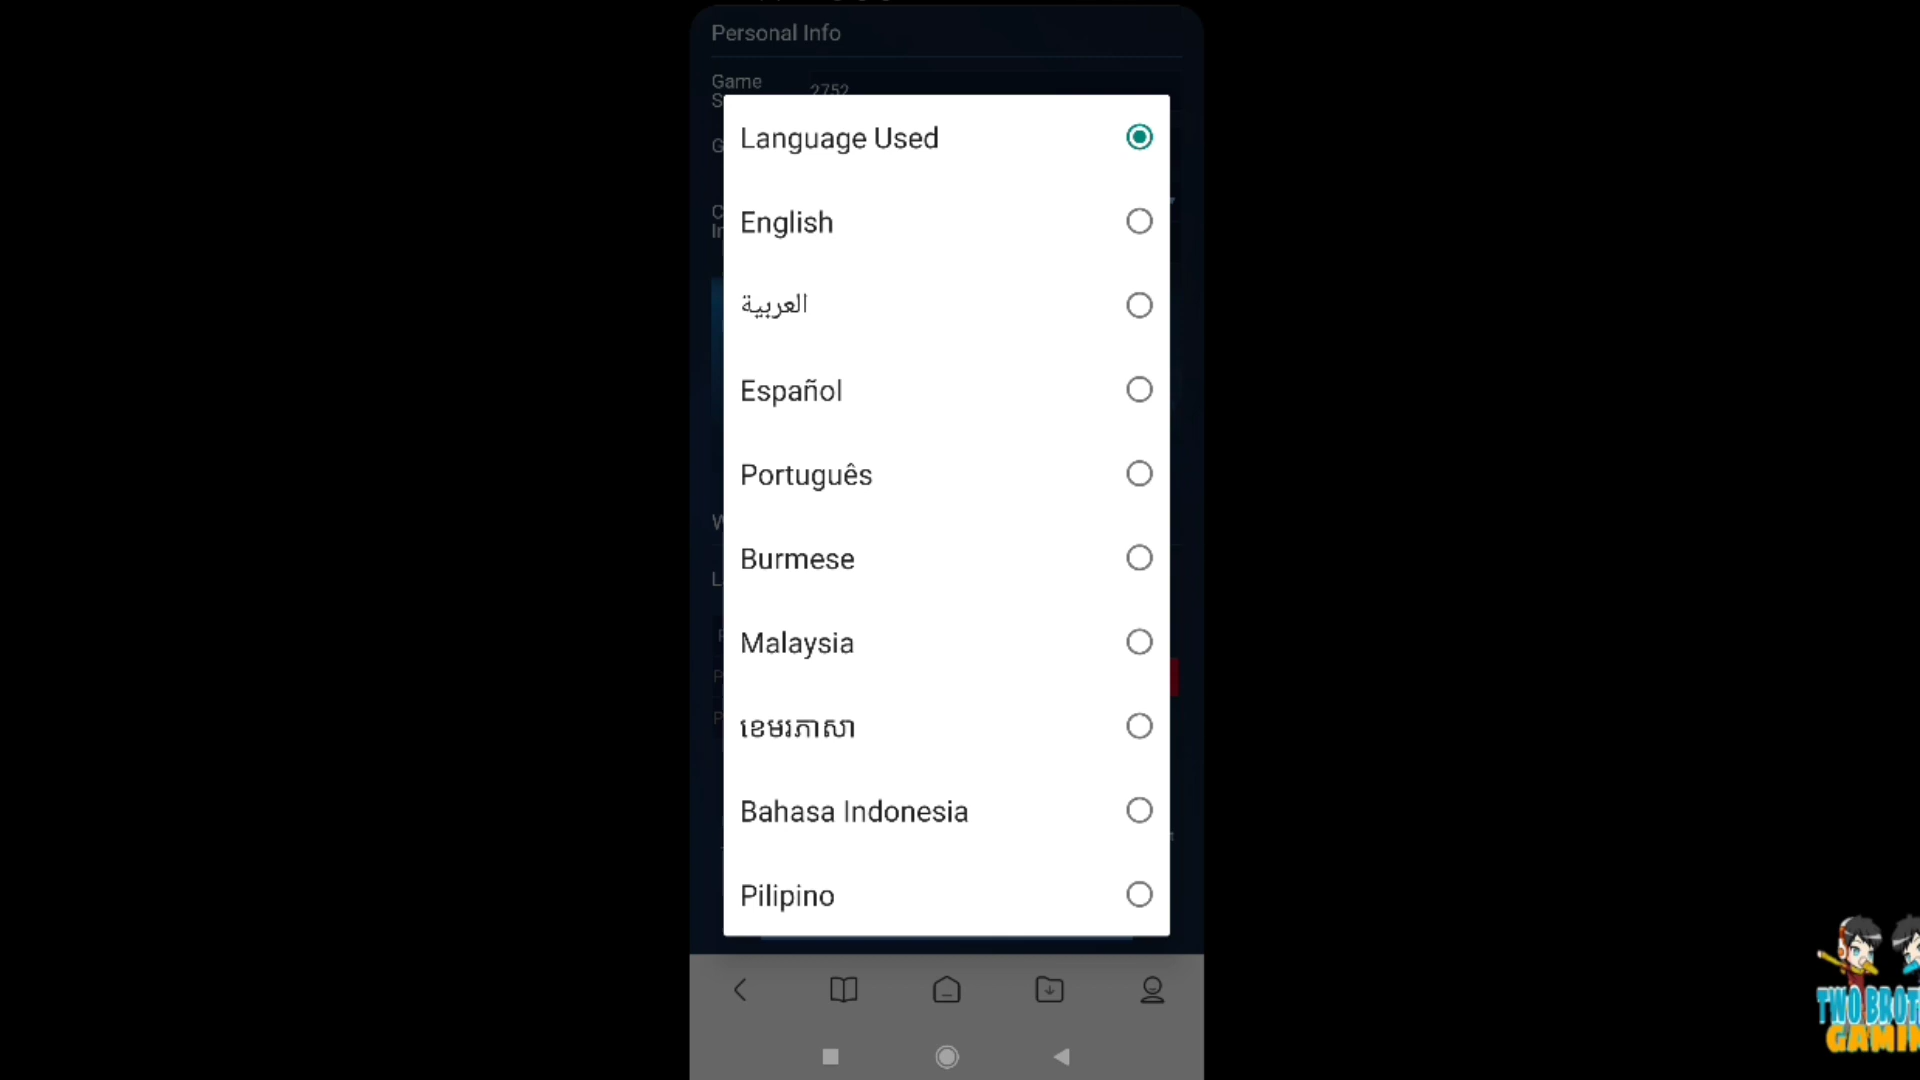 Personal Info
Game
2752
Language Used
English
العربية
Español
Português
Burmese
Malaysia
ខេមរភាសា
Bahasa Indonesia
Pilipino